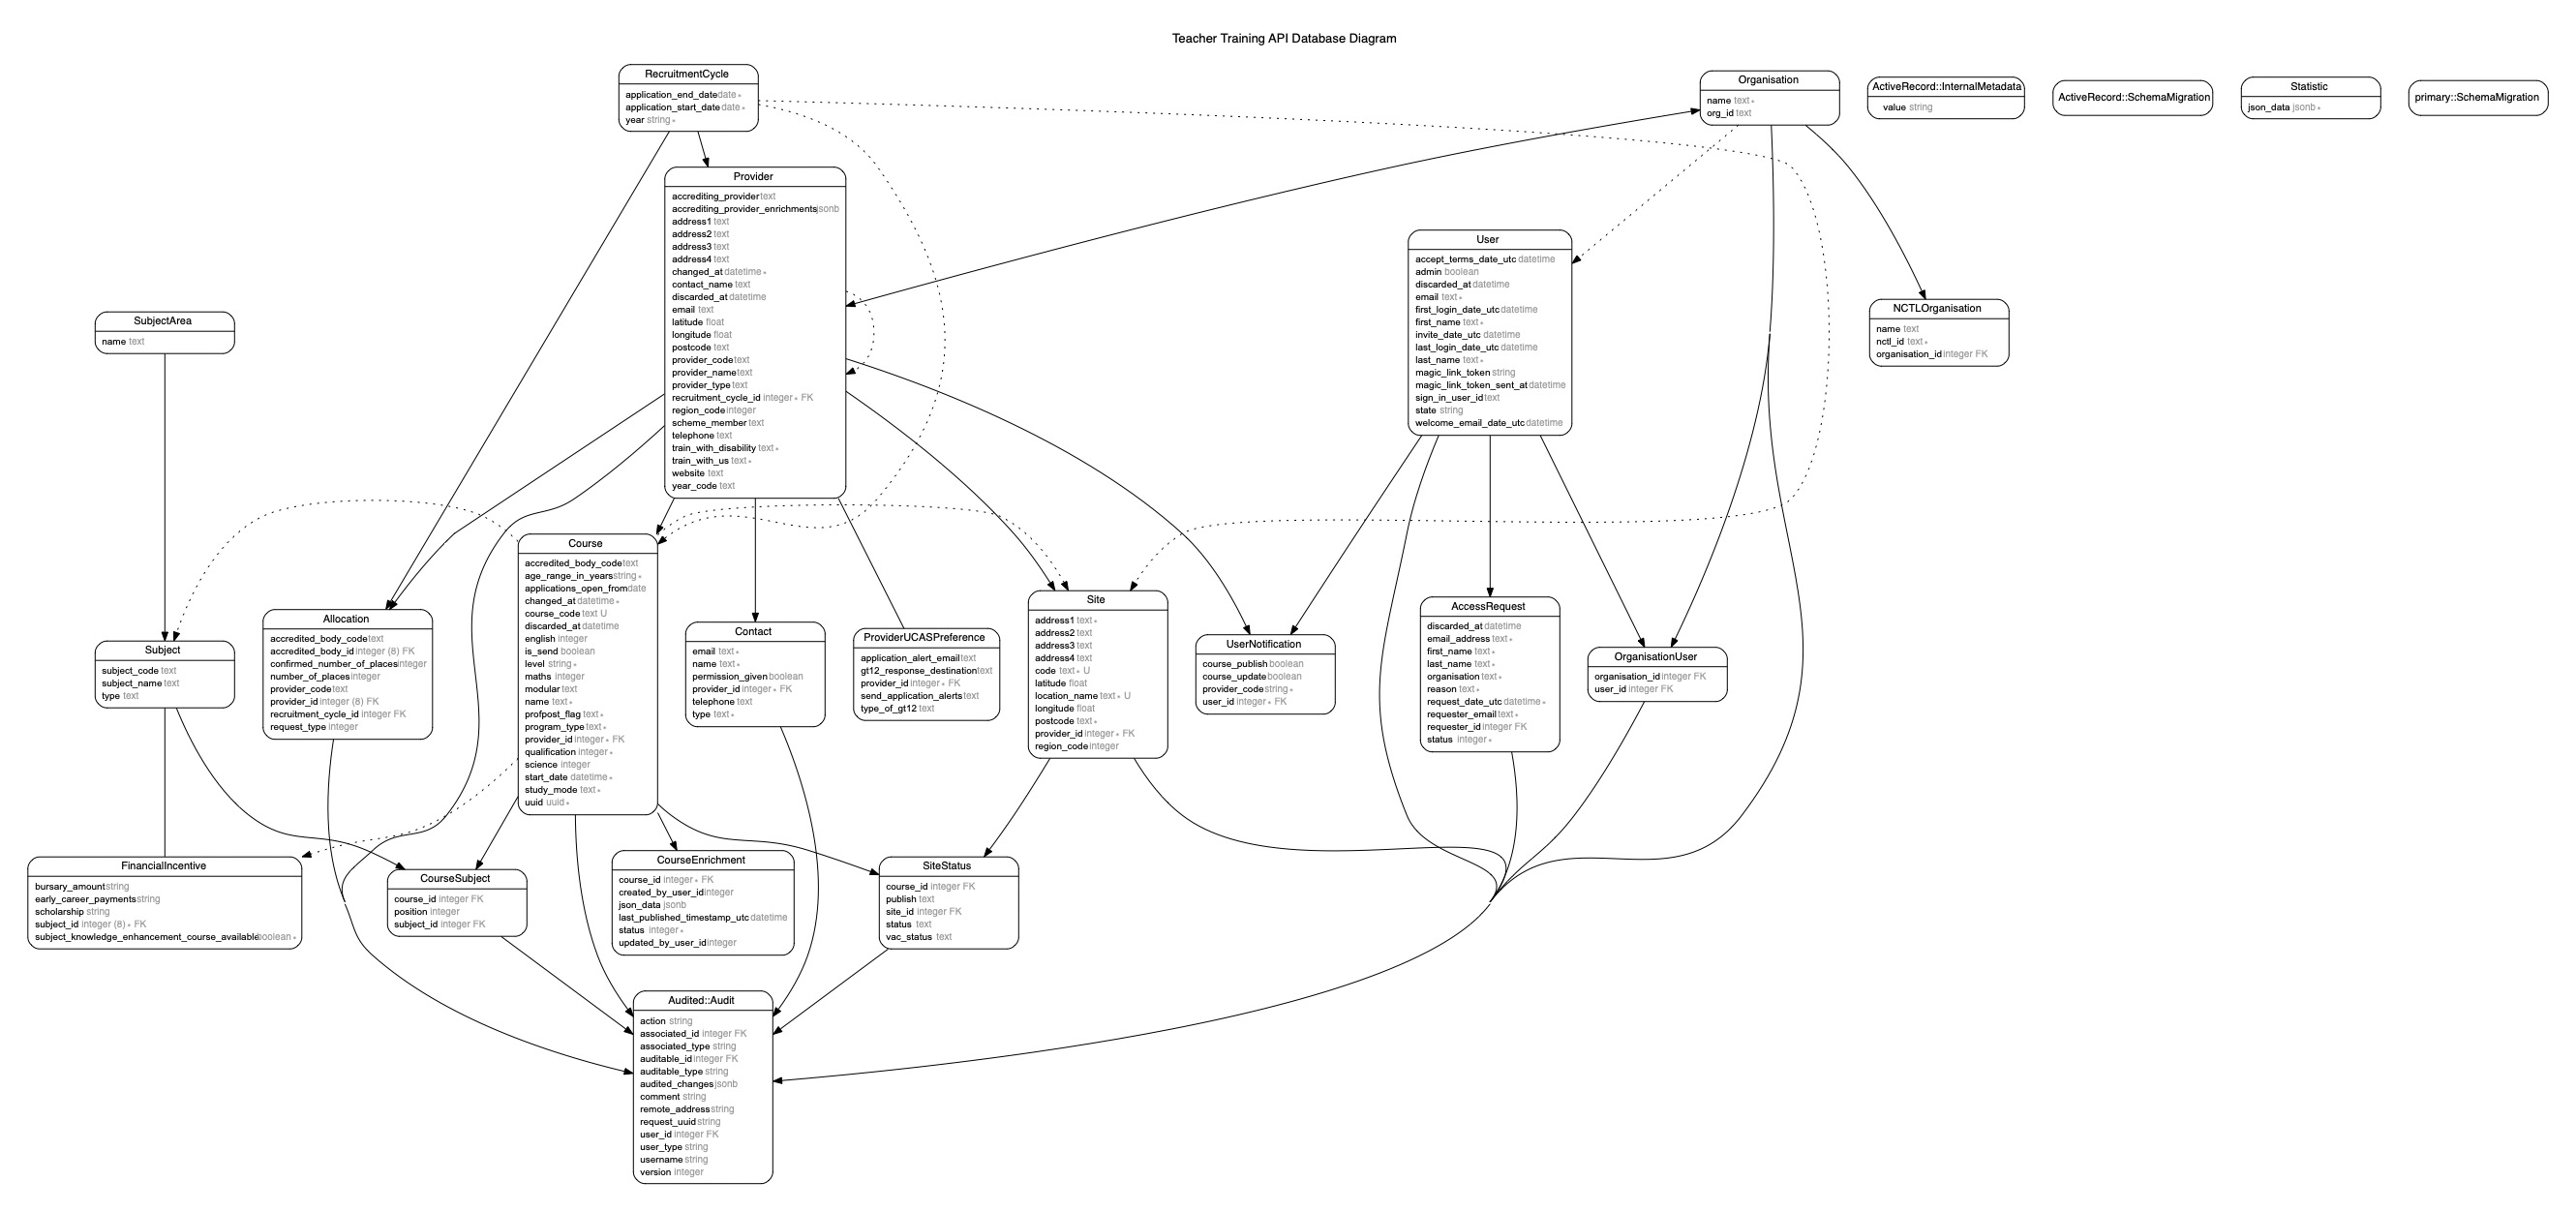 Teacher Training API Database Diagram
RecruitmentCycle
application_end_date date *
application_start_date date *
year string *
Organisation
name text *
org_id text
ActiveRecord::InternalMetadata
value string
ActiveRecord::SchemaMigration
Statistic
json_data jsonb *
primary::SchemaMigration
Provider
accrediting_provider text
accrediting_provider_enrichments jsonb
address1 text
address2 text
address3 text
address4 text
changed_at datetime *
contact_name text
discarded_at datetime
email text
latitude float
longitude float
postcode text
provider_code text
provider_name text
provider_type text
recruitment_cycle_id integer * FK
region_code integer
scheme_member text
telephone text
train_with_disability text *
train_with_us text *
website text
year_code text
User
accept_terms_date_utc datetime
admin boolean
discarded_at datetime
email text *
first_login_date_utc datetime
first_name text *
invite_date_utc datetime
last_login_date_utc datetime
last_name text *
magic_link_token string
magic_link_token_sent_at datetime
sign_in_user_id text
state string
welcome_email_date_utc datetime
NCTLOrganisation
name text
nctl_id text *
organisation_id integer FK
SubjectArea
name text
Course
accredited_body_code text
age_range_in_years string *
applications_open_from date
changed_at datetime *
course_code text U
discarded_at datetime
english integer
is_send boolean
level string *
maths integer
modular text
name text *
profpost_flag text *
program_type text *
provider_id integer * FK
qualification integer *
science integer
start_date datetime *
study_mode text *
uuid uuid *
Site
address1 text *
address2 text
address3 text
address4 text
code text * U
latitude float
location_name text * U
longitude float
postcode text *
provider_id integer * FK
region_code integer
AccessRequest
discarded_at datetime
email_address text *
first_name text *
last_name text *
organisation text *
reason text *
request_date_utc datetime *
requester_email text *
requester_id integer FK
status integer *
Allocation
accredited_body_code text
accredited_body_id integer (8) FK
confirmed_number_of_places integer
number_of_places integer
provider_code text
provider_id integer (8) FK
recruitment_cycle_id integer FK
request_type integer
Contact
email text *
name text *
permission_given boolean
provider_id integer * FK
telephone text
type text *
ProviderUCASPreference
application_alert_email text
gt12_response_destination text
provider_id integer * FK
send_application_alerts text
type_of_gt12 text
UserNotification
course_publish boolean
course_update boolean
provider_code string *
user_id integer * FK
OrganisationUser
organisation_id integer FK
user_id integer FK
Subject
subject_code text
subject_name text
type text
FinancialIncentive
bursary_amount string
early_career_payments string
scholarship string
subject_id integer (8) * FK
subject_knowledge_enhancement_course_available boolean *
CourseSubject
course_id integer FK
position integer
subject_id integer FK
CourseEnrichment
course_id integer * FK
created_by_user_id integer
json_data jsonb
last_published_timestamp_utc datetime
status integer *
updated_by_user_id integer
SiteStatus
course_id integer FK
publish text
site_id integer FK
status text
vac_status text
Audited::Audit
action string
associated_id integer FK
associated_type string
auditable_id integer FK
auditable_type string
audited_changes jsonb
comment string
remote_address string
request_uuid string
user_id integer FK
user_type string
username string
version integer